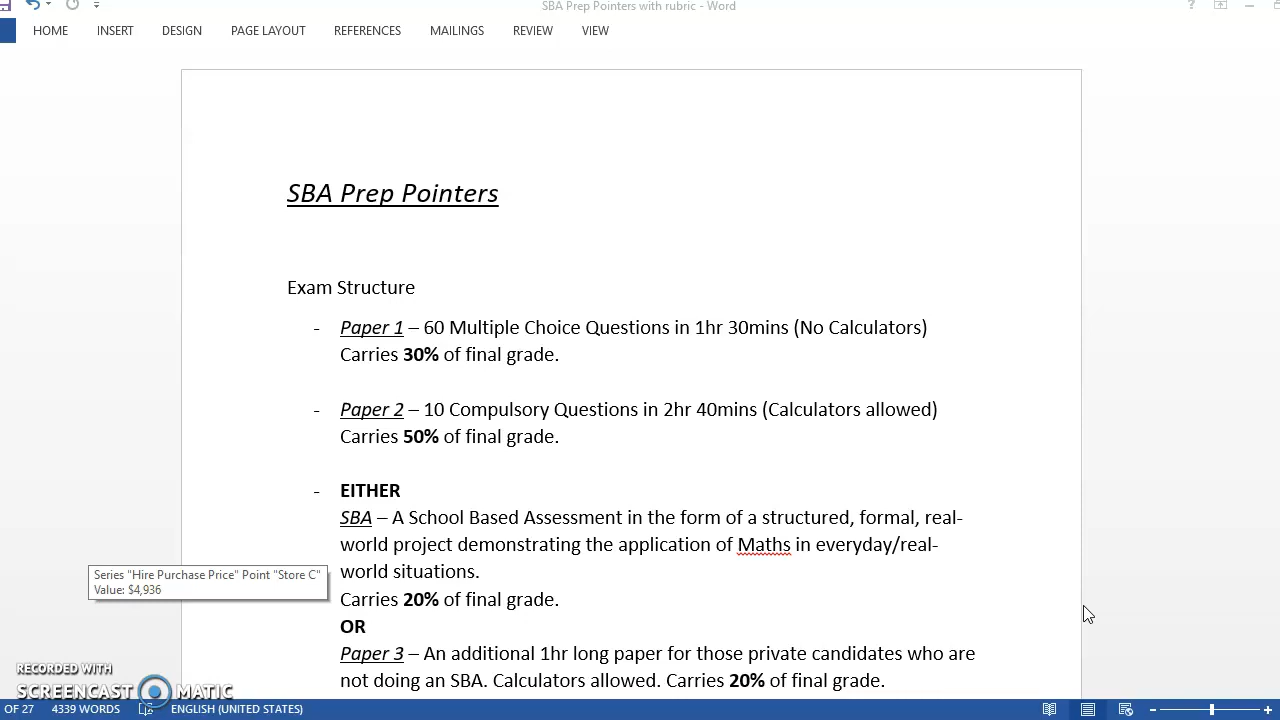 SBA Prep Pointers with rubric - Word
?
HOME INSERT DESIGN PAGE LAYOUT REFERENCES MAILINGS REVIEW VIEW
SBA Prep Pointers
Exam Structure
- Paper 1 – 60 Multiple Choice Questions in 1hr 30mins (No Calculators)
Carries 30% of final grade.
- Paper 2 – 10 Compulsory Questions in 2hr 40mins (Calculators allowed)
Carries 50% of final grade.
- EITHER
SBA – A School Based Assessment in the form of a structured, formal, real-
world project demonstrating the application of Maths in everyday/real-
world situations.
Carries 20% of final grade.
OR
Paper 3 – An additional 1hr long paper for those private candidates who are
not doing an SBA. Calculators allowed. Carries 20% of final grade.
Series "Hire Purchase Price" Point "Store C"
Value: $4,936
RECORDED WITH
SCREENCAST MATIC
OF 27 4339 WORDS ENGLISH (UNITED STATES)